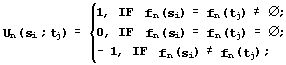 1, IF fn(si) = fn(tj) ≠ ∅;
Un(si ; tj) = 0, IF fn(si) = fn(tj) = ∅;
- 1, IF fn(si) ≠ fn(tj) ;